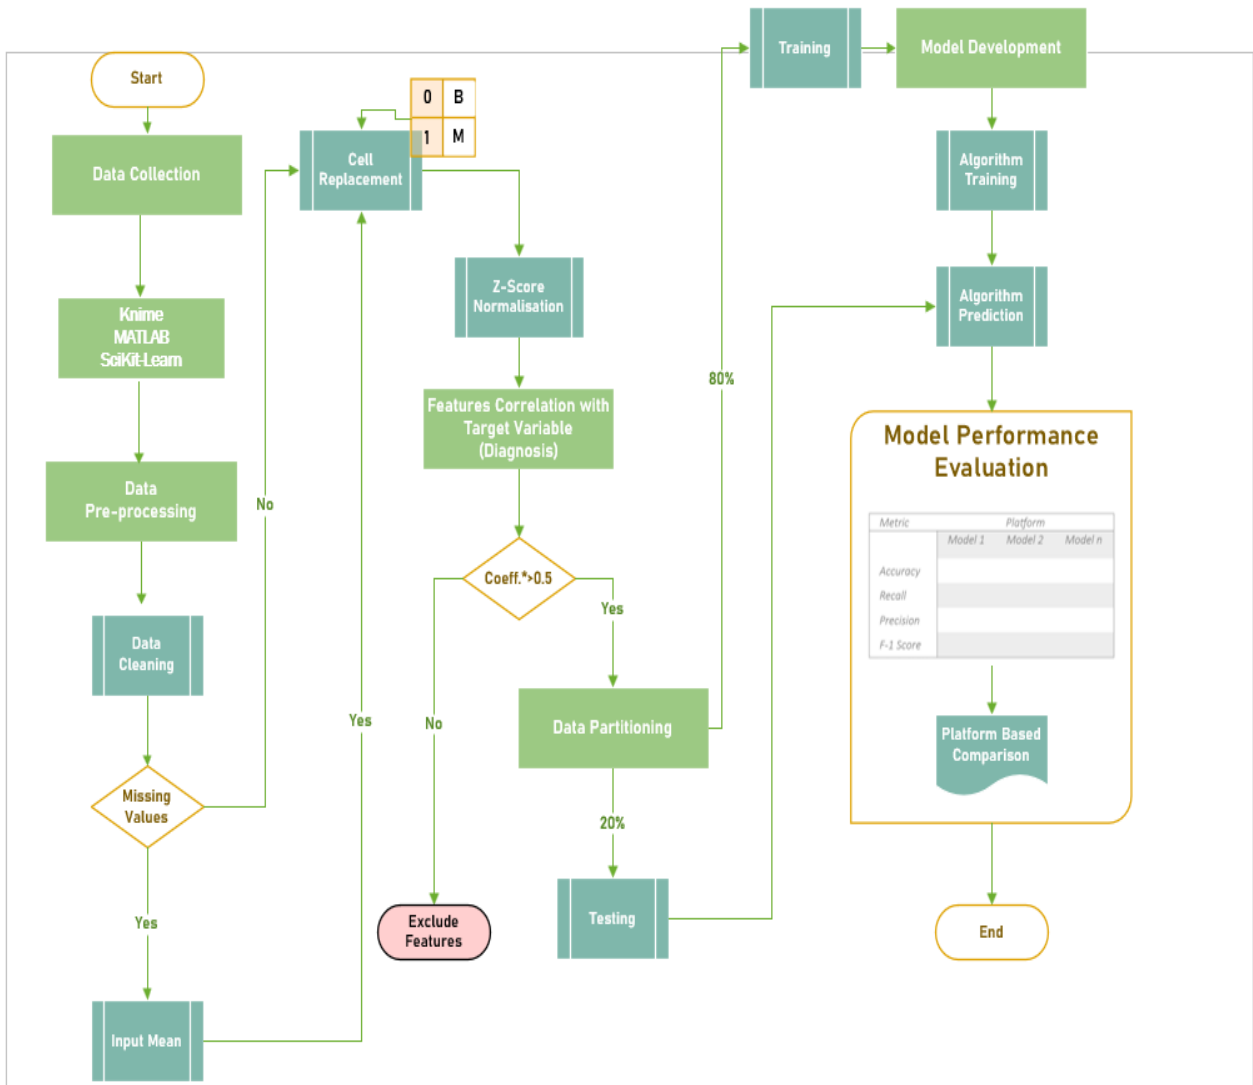 Start
Data Collection
Knime
MATLAB
SciKit-Learn
Data
Pre-processing
Data
Cleaning
Missing
Values
Yes
Input Mean
No
Yes
0 B
1 M
Cell
Replacement
Z-Score
Normalisation
Features Correlation with
Target Variable
(Diagnosis)
Coeff.*>0.5
No
Exclude
Features
Yes
Data Partitioning
20%
Testing
80%
Training
Model Development
Algorithm
Training
Algorithm
Prediction
Model Performance
Evaluation
Metric Platform
Model 1 Model 2 Model n
Accuracy
Recall
Precision
F-1 Score
Platform Based
Comparison
End